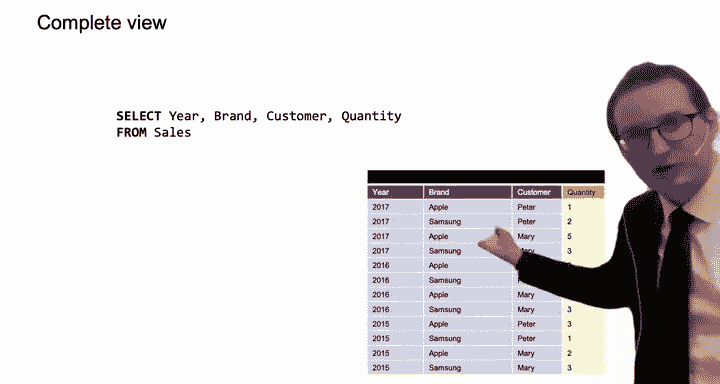 Complete view
SELECT Year, Brand, Customer, Quantity
FROM Sales
Year Brand Customer Quantity
2017 Apple Peter 1
2017 Samsung Peter 2
2017 Apple Mary 5
2017 Samsung Mary 3
2016 Apple
2016 Samsung
2016 Apple Mary
2016 Samsung Mary 3
2015 Apple Peter 3
2015 Samsung Peter 1
2015 Apple Mary 2
2015 Samsung Mary 3